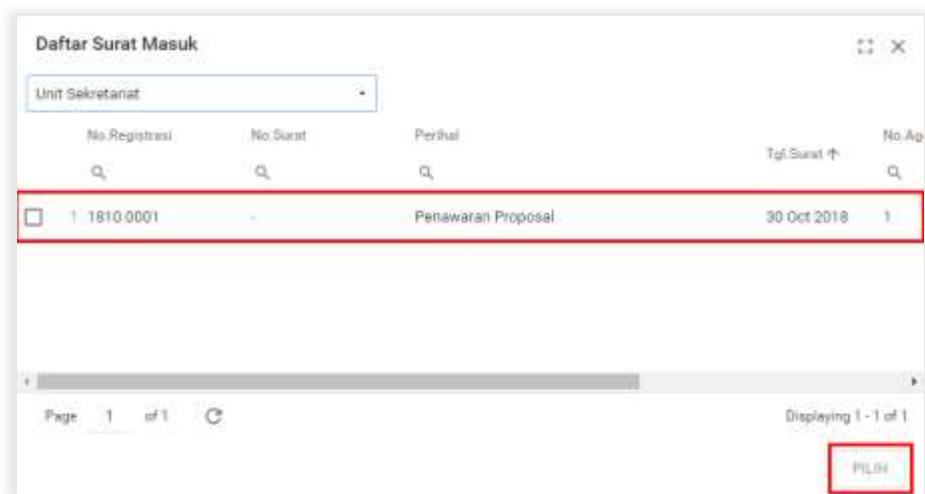 Daftar Surat Masuk
Unit Sekretariat
No.Registrasi No.Surat Perihal Tgl.Surat No.Ag
1 1810.0001 - Penawaran Proposal 30 Oct 2018 1
Page 1 of 1 Displaying 1 - 1 of 1
PILIH